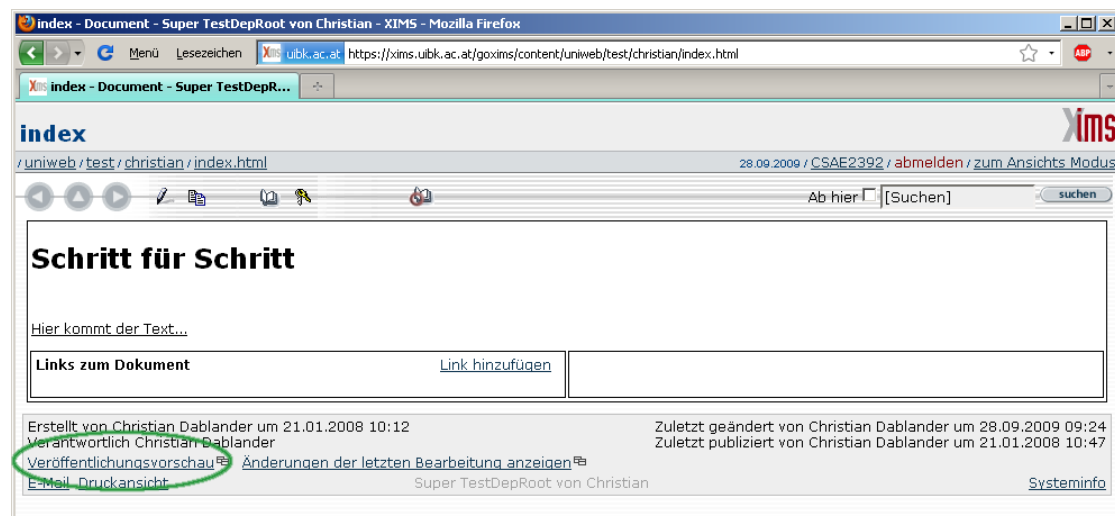 index - Document - Super TestDepRoot von Christian - XIMS - Mozilla Firefox
Menü Lesezeichen Xims uibk.ac.at https://xims.uibk.ac.at/goxims/content/uniweb/test/christian/index.html ABP
Xims index - Document - Super TestDepR...
index Xims
/ uniweb / test / christian / index.html 28.09.2009 / CSAE2392 / abmelden / zum Ansichts Modus
Ab hier [Suchen] suchen
Schritt für Schritt
Hier kommt der Text...
Links zum Dokument Link hinzufügen
Erstellt von Christian Dablander um 21.01.2008 10:12 Zuletzt geändert von Christian Dablander um 28.09.2009 09:24
Verantwortlich Christian Dablander Zuletzt publiziert von Christian Dablander um 21.01.2008 10:47
Veröffentlichungsvorschau Änderungen der letzten Bearbeitung anzeigen
E-Mail Druckansicht Super TestDepRoot von Christian Systeminfo